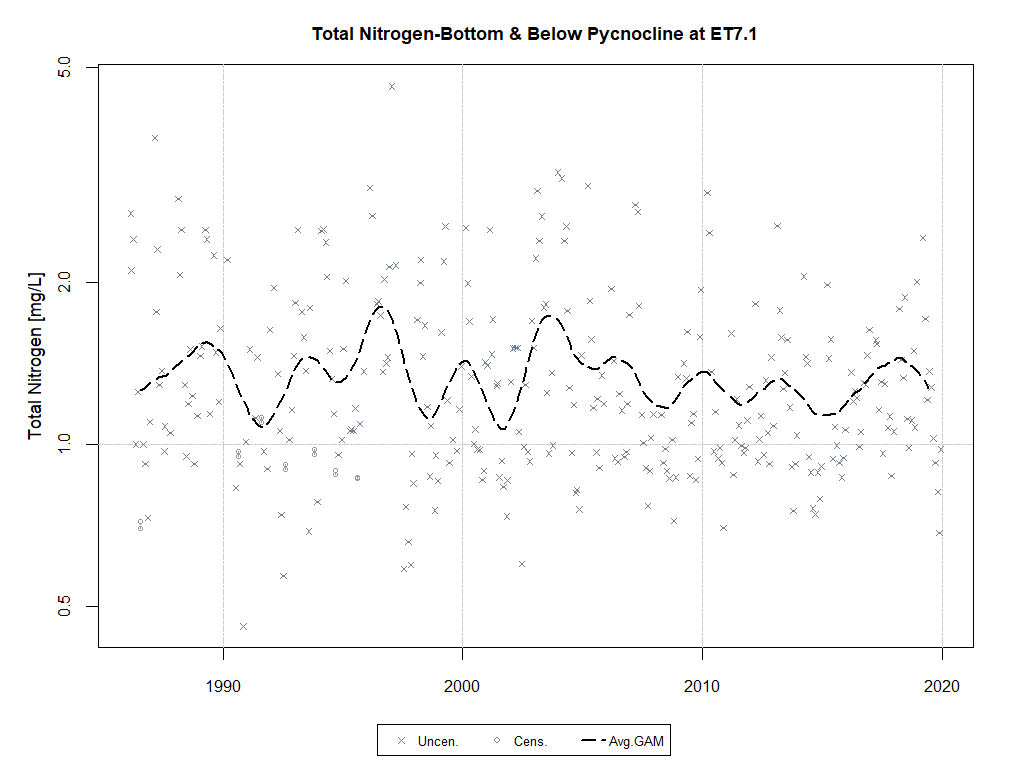 Total Nitrogen-Bottom & Below Pycnocline at ET7.1
Total Nitrogen [mg/L]
5.0
2.0
1.0
0.5
1990 2000 2010 2020
Uncen. Cens. Avg.GAM